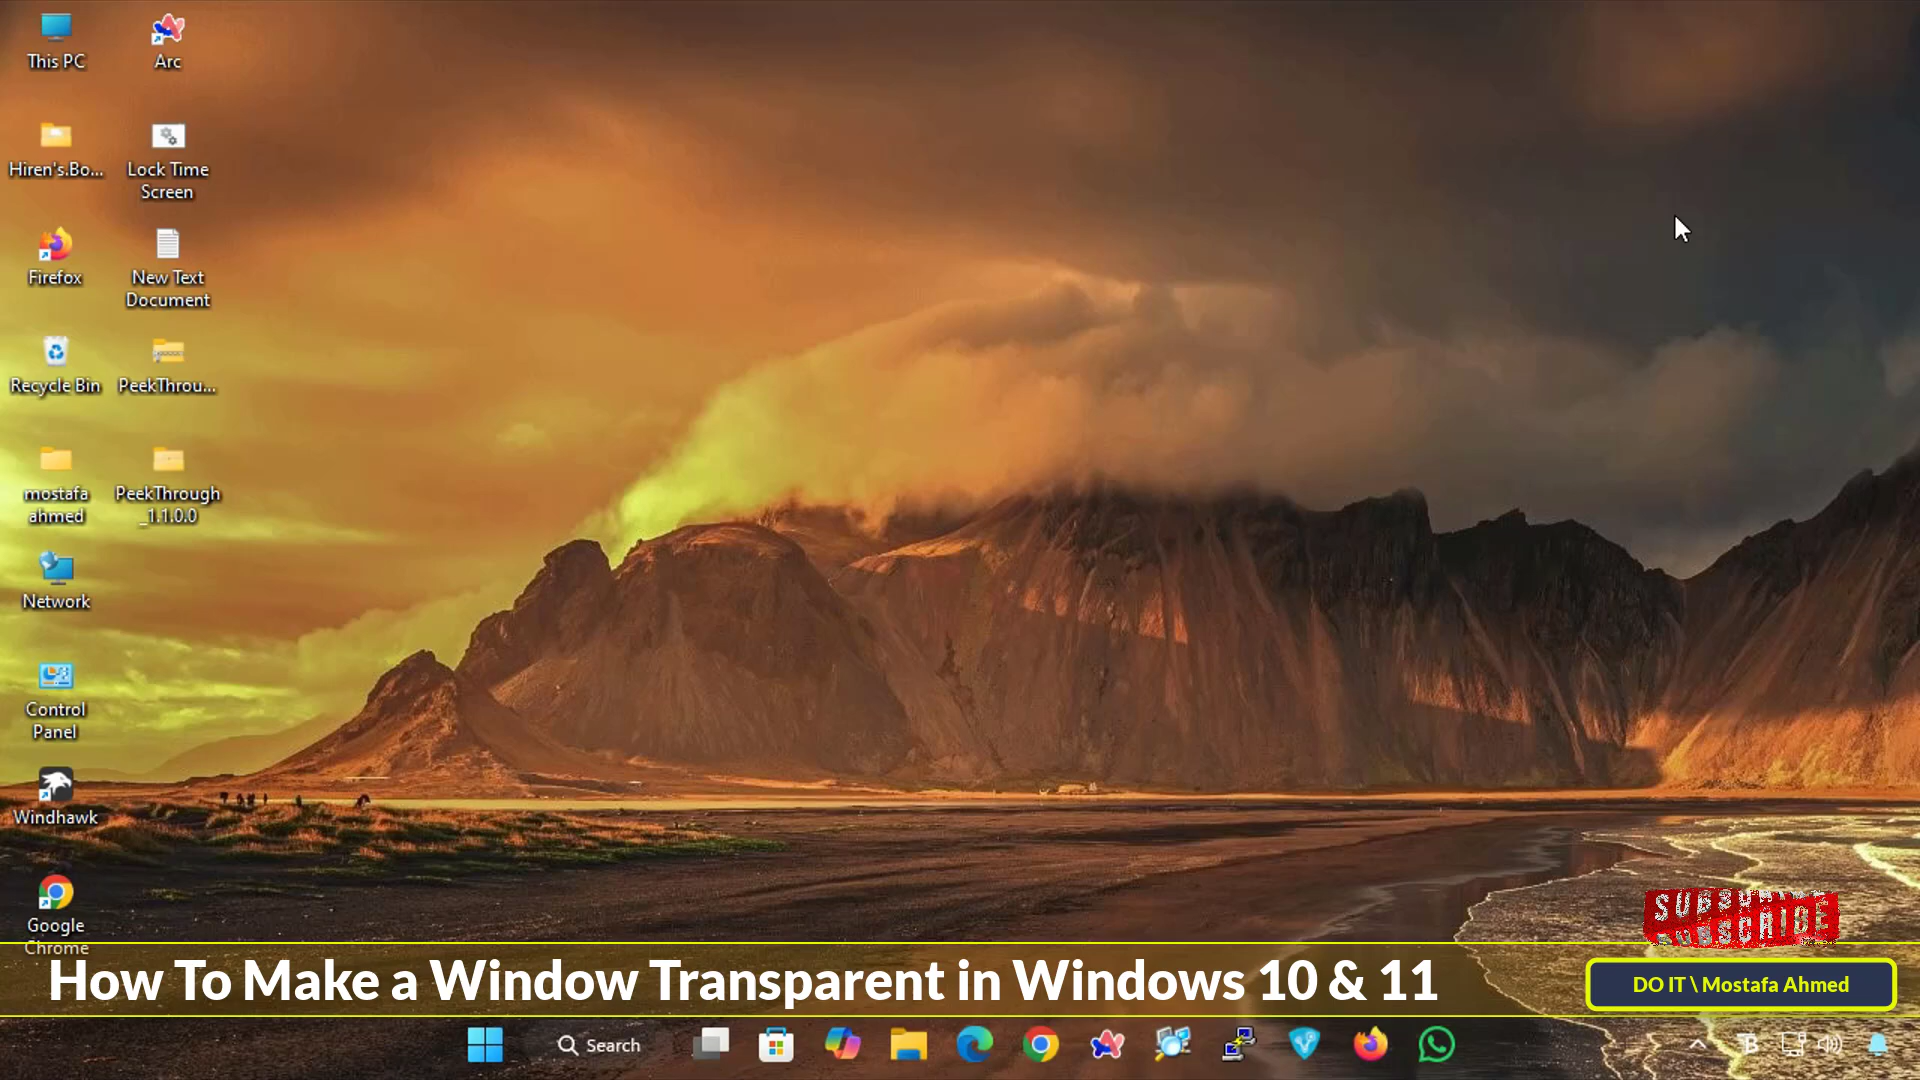 This PC
Arc
Hiren's.Bo...
Lock Time
Screen
Firefox
New Text
Document
Recycle Bin
PeekThrou...
mostafa
ahmed
PeekThrough
_1.1.0.0
Network
Control
Panel
Windhawk
Google
Chrome
SUBSCRIBE
How To Make a Window Transparent in Windows 10 & 11
DO IT \ Mostafa Ahmed
Search